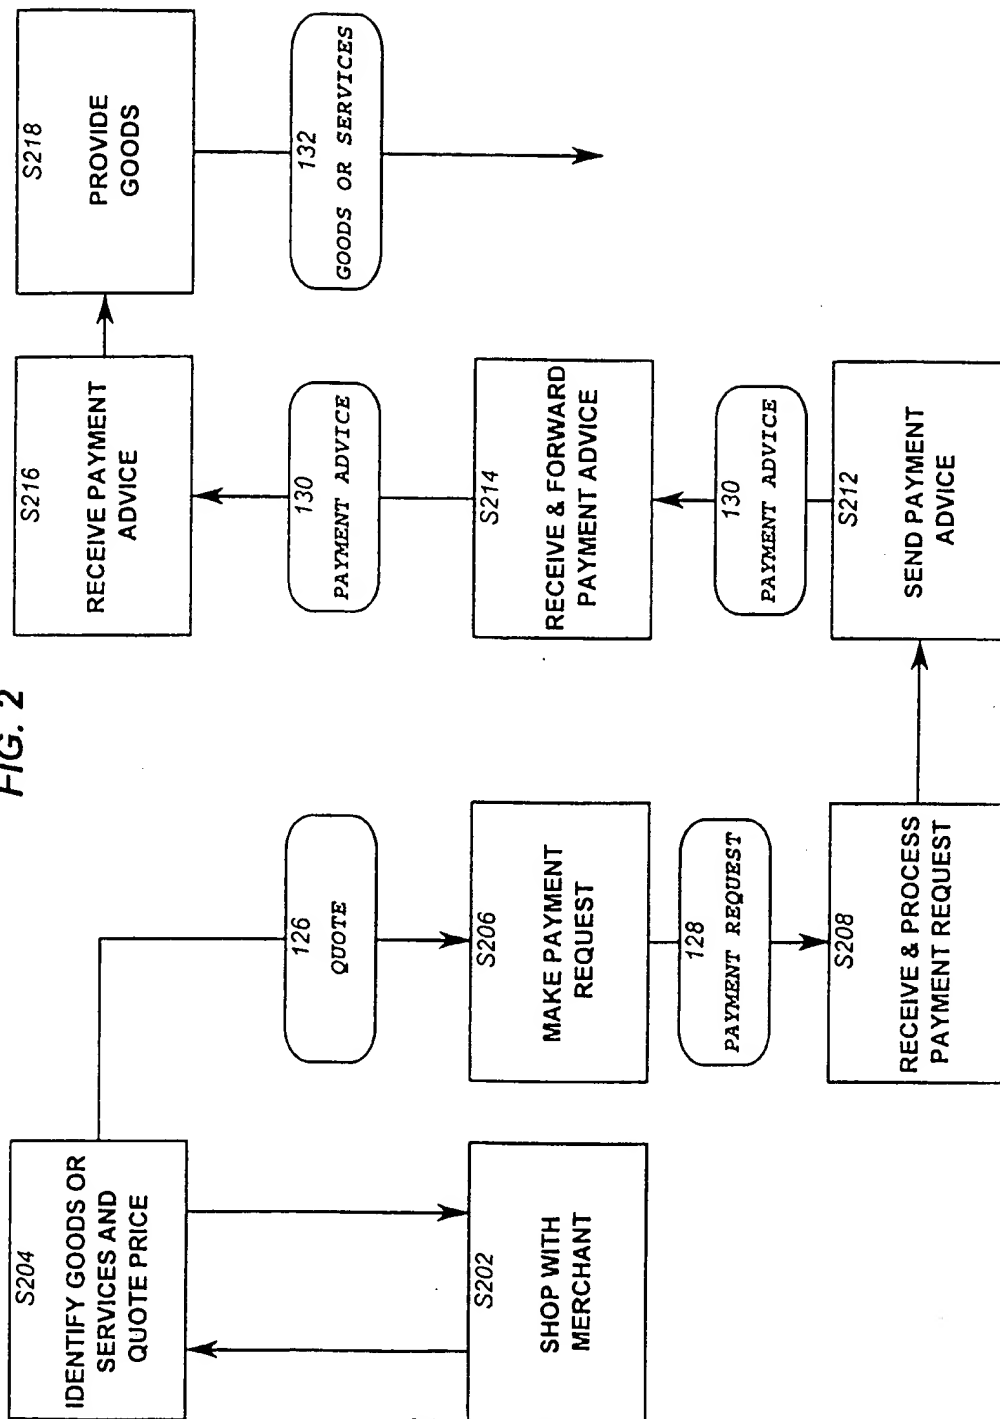 FIG. 2
S204
IDENTIFY GOODS OR
SERVICES AND
QUOTE PRICE
S202
SHOP WITH
MERCHANT
126
QUOTE
S206
MAKE PAYMENT
REQUEST
128
PAYMENT REQUEST
S208
RECEIVE & PROCESS
PAYMENT REQUEST
S212
SEND PAYMENT
ADVICE
130
PAYMENT ADVICE
S214
RECEIVE & FORWARD
PAYMENT ADVICE
130
PAYMENT ADVICE
S216
RECEIVE PAYMENT
ADVICE
S218
PROVIDE
GOODS
132
GOODS OR SERVICES